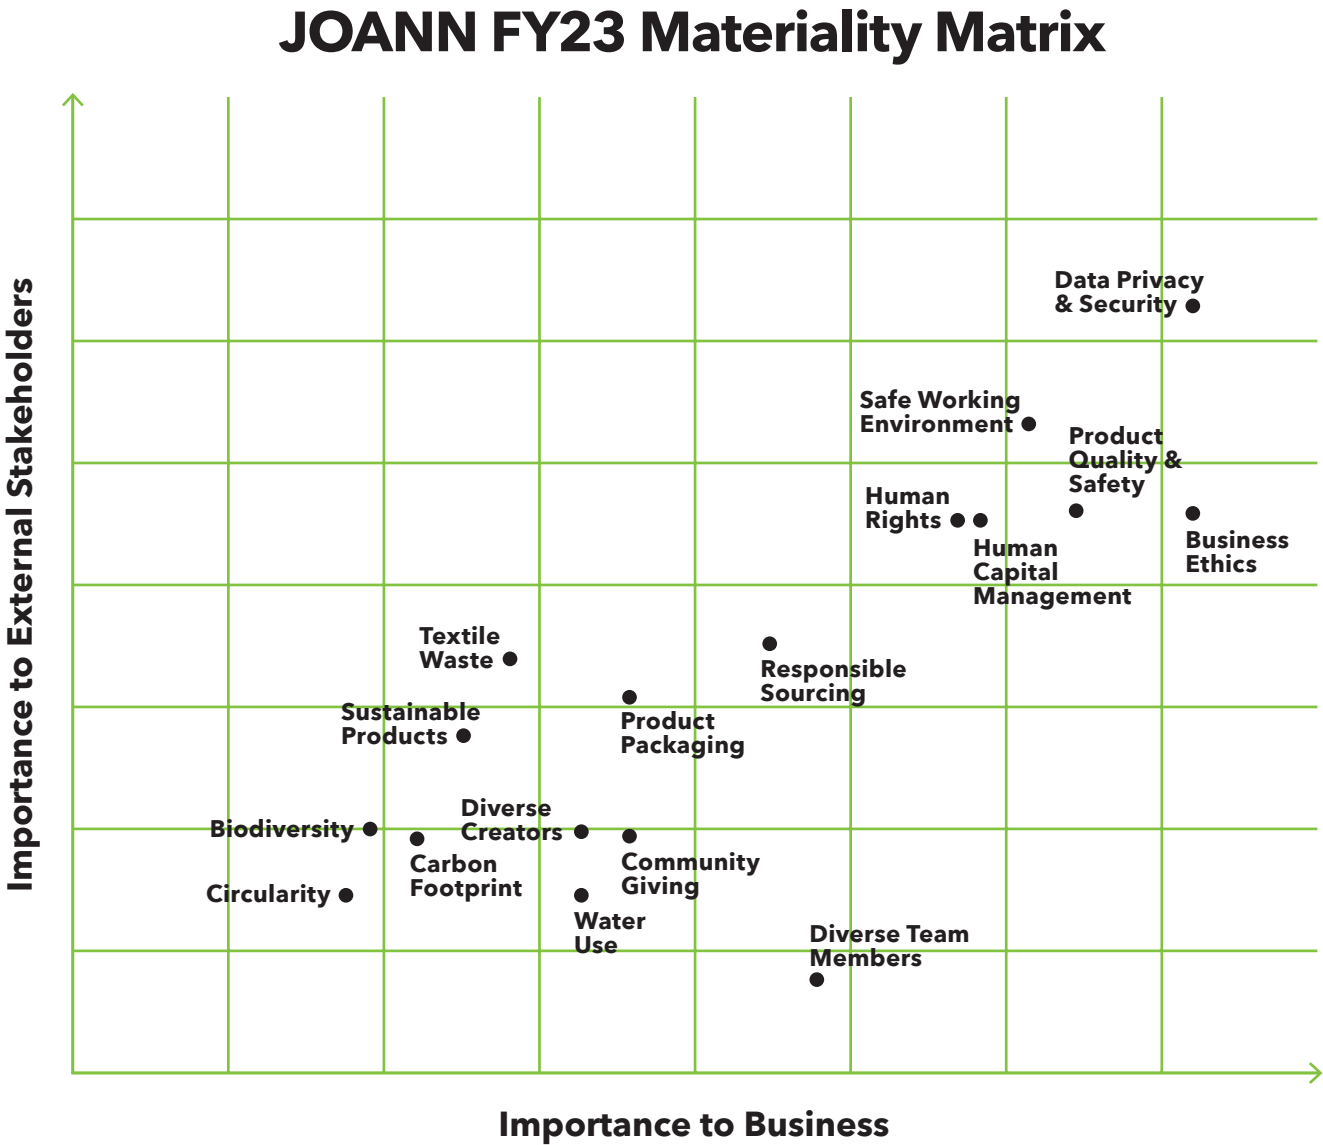 JOANN FY23 Materiality Matrix
Importance to External Stakeholders
Data Privacy
& Security
Safe Working
Environment
Product
Quality &
Safety
Human
Rights
Human
Capital
Management
Business
Ethics
Textile
Waste
Responsible
Sourcing
Sustainable
Products
Product
Packaging
Biodiversity
Diverse
Creators
Carbon
Footprint
Community
Giving
Circularity
Water
Use
Diverse Team
Members
Importance to Business